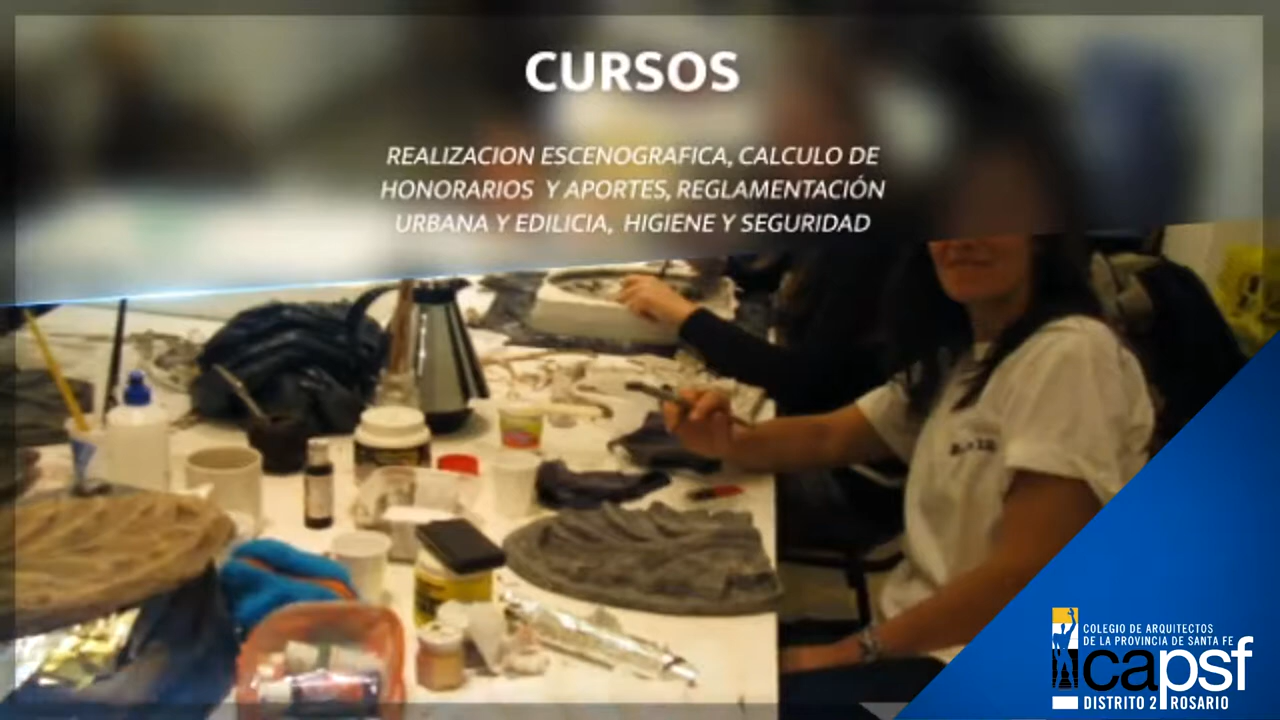 CURSOS
REALIZACION ESCENOGRAFICA, CALCULO DE
HONORARIOS Y APORTES, REGLAMENTACIÓN
URBANA Y EDILICIA, HIGIENE Y SEGURIDAD
COLEGIO DE ARQUITECTOS
DE LA PROVINCIA DE SANTA FE
capsf
DISTRITO 2 ROSARIO